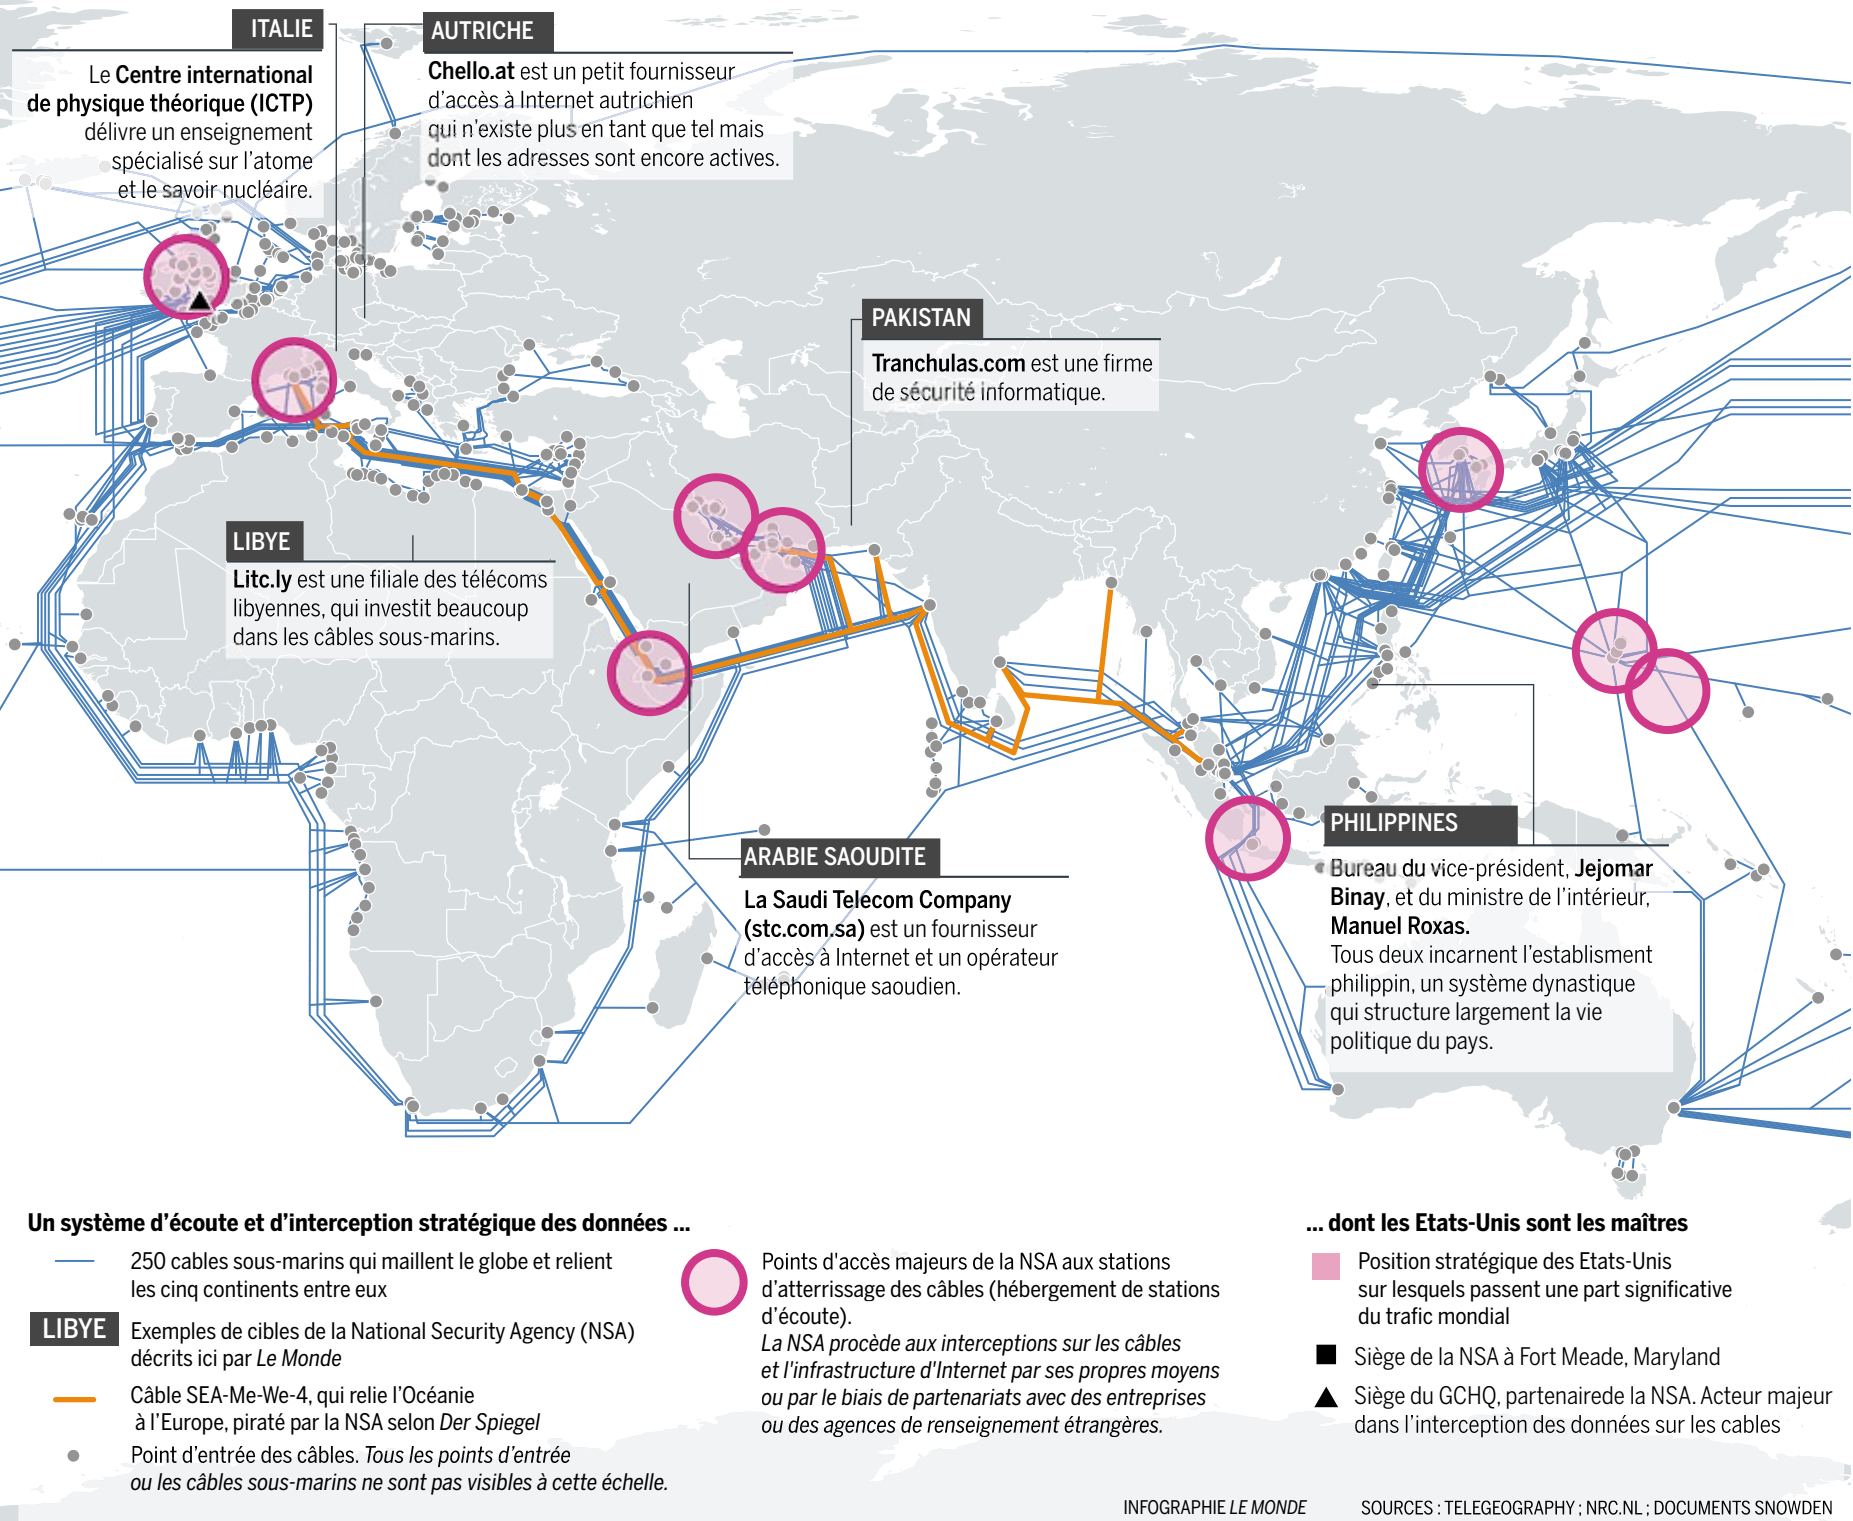 ITALIE
Le Centre international
de physique théorique (ICTP)
délivre un enseignement
spécialisé sur l'atome
et le savoir nucléaire.
AUTRICHE
Chello.at est un petit fournisseur
d'accès à Internet autrichien
qui n'existe plus en tant que tel mais
dont les adresses sont encore actives.
PAKISTAN
Tranchulas.com est une firme
de sécurité informatique.
LIBYE
Litc.ly est une filiale des télécoms
libyennes, qui investit beaucoup
dans les câbles sous-marins.
ARABIE SAOUDITE
La Saudi Telecom Company
(stc.com.sa) est un fournisseur
d'accès à Internet et un opérateur
téléphonique saoudien.
PHILIPPINES
Bureau du vice-président, Jejomar
Binay, et du ministre de l'intérieur,
Manuel Roxas.
Tous deux incarnent l'establisment
philippin, un système dynastique
qui structure largement la vie
politique du pays.
Un système d'écoute et d'interception stratégique des données ...
250 cables sous-marins qui maillent le globe et relient
les cinq continents entre eux
LIBYE
Exemples de cibles de la National Security Agency (NSA)
décrits ici par Le Monde
Câble SEA-Me-We-4, qui relie l'Océanie
à l'Europe, piraté par la NSA selon Der Spiegel
Point d'entrée des câbles. Tous les points d'entrée
ou les câbles sous-marins ne sont pas visibles à cette échelle.
Points d'accès majeurs de la NSA aux stations
d'atterrissage des câbles (hébergement de stations
d'écoute).
La NSA procède aux interceptions sur les câbles
et l'infrastructure d'Internet par ses propres moyens
ou par le biais de partenariats avec des entreprises
ou des agences de renseignement étrangères.
... dont les Etats-Unis sont les maîtres
Position stratégique des Etats-Unis
sur lesquels passent une part significative
du trafic mondial
Siège de la NSA à Fort Meade, Maryland
Siège du GCHQ, partenairede la NSA. Acteur majeur
dans l'interception des données sur les cables
INFOGRAPHIE LE MONDE
SOURCES : TELEGEOGRAPHY ; NRC.NL ; DOCUMENTS SNOWDEN